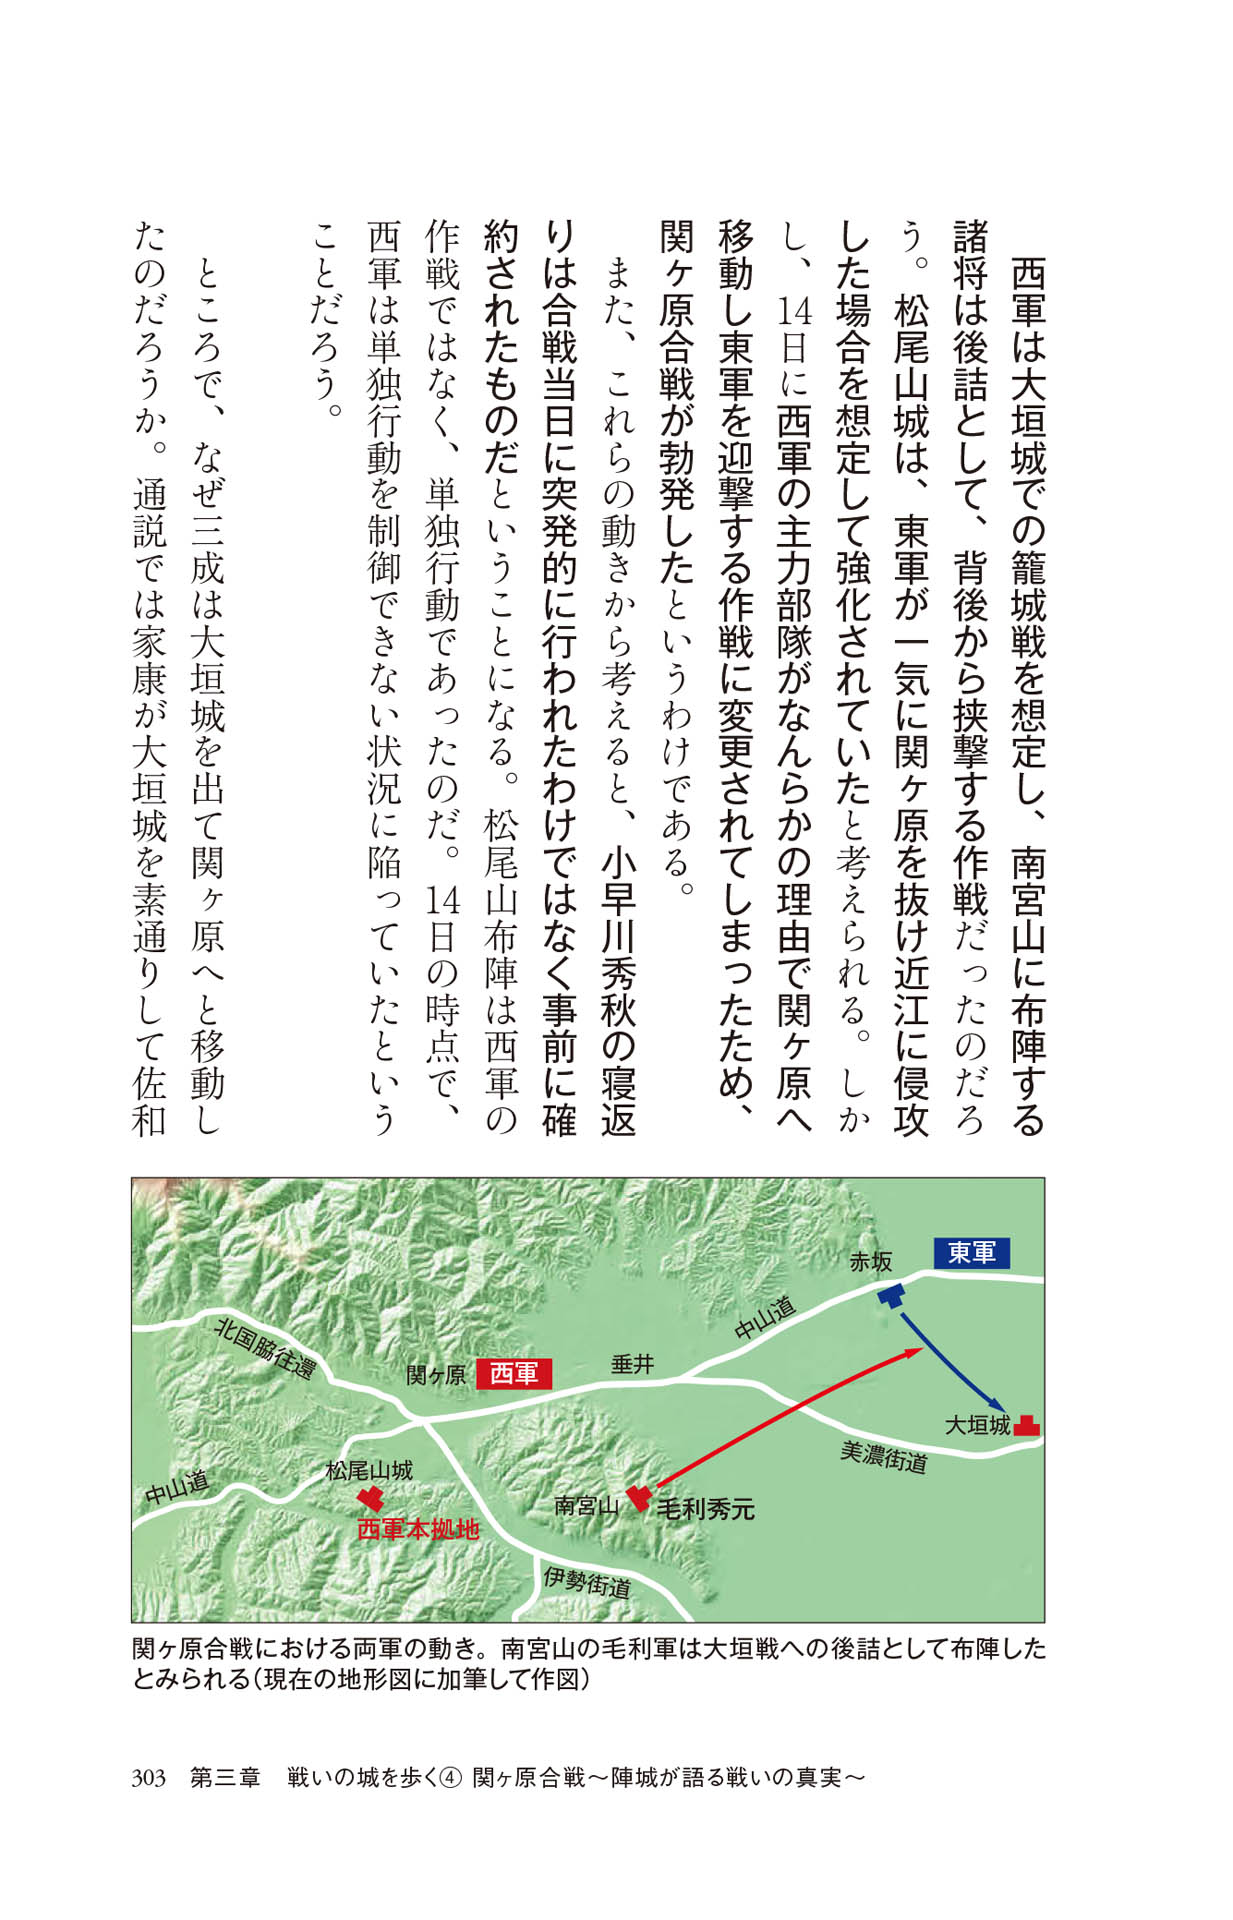 西軍は大垣城での籠城戦を想定し、南宮山に布陣する
諸将は後詰として、背後から挟撃する作戦だったのだろ
う。松尾山城は、東軍が一気に関ヶ原を抜け近江に侵攻
した場合を想定して強化されていたと考えられる。しか
し、14日に西軍の主力部隊がなんらかの理由で関ヶ原へ
移動し東軍を迎撃する作戦に変更されてしまったため、
関ヶ原合戦が勃発したというわけである。
また、これらの動きから考えると、小早川秀秋の寝返
りは合戦当日に突発的に行われたわけではなく事前に確
約されたものだということになる。松尾山布陣は西軍の
作戦ではなく、単独行動であったのだ。14日の時点で、
西軍は単独行動を制御できない状況に陥っていたという
ことだろう。
ところで、なぜ三成は大垣城を出て関ヶ原へと移動し
たのだろうか。通説では家康が大垣城を素通りして佐和
東軍
赤坂
中山道
北国脇往還
関ヶ原
西軍
垂井
大垣城
美濃街道
松尾山城
中山道
西軍本拠地
南宮山
毛利秀元
伊勢街道
関ヶ原合戦における両軍の動き。南宮山の毛利軍は大垣戦への後詰として布陣した
とみられる(現在の地形図に加筆して作図)
303 第三章 戦いの城を歩く④ 関ヶ原合戦〜陣城が語る戦いの真実〜